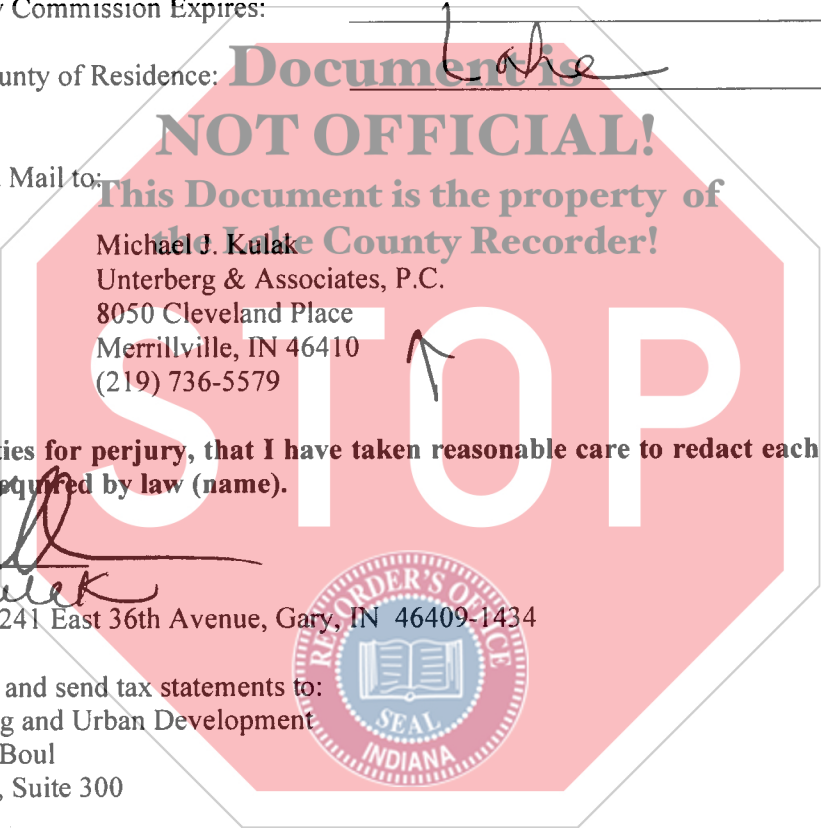 y Commission Expires:
unty of Residence: Lake
Document is
NOT OFFICIAL!
Mail to:
This Document is the property of
the Lake County Recorder!
Michael J. Kulak
Unterberg & Associates, P.C.
8050 Cleveland Place
Merrillville, IN 46410
(219) 736-5579
STOP
ties for perjury, that I have taken reasonable care to redact each
equired by law (name).
241 East 36th Avenue, Gary, IN 46409-1434
and send tax statements to:
g and Urban Development
Boul
, Suite 300
RECORDER'S OFFICE
SEAL
INDIANA